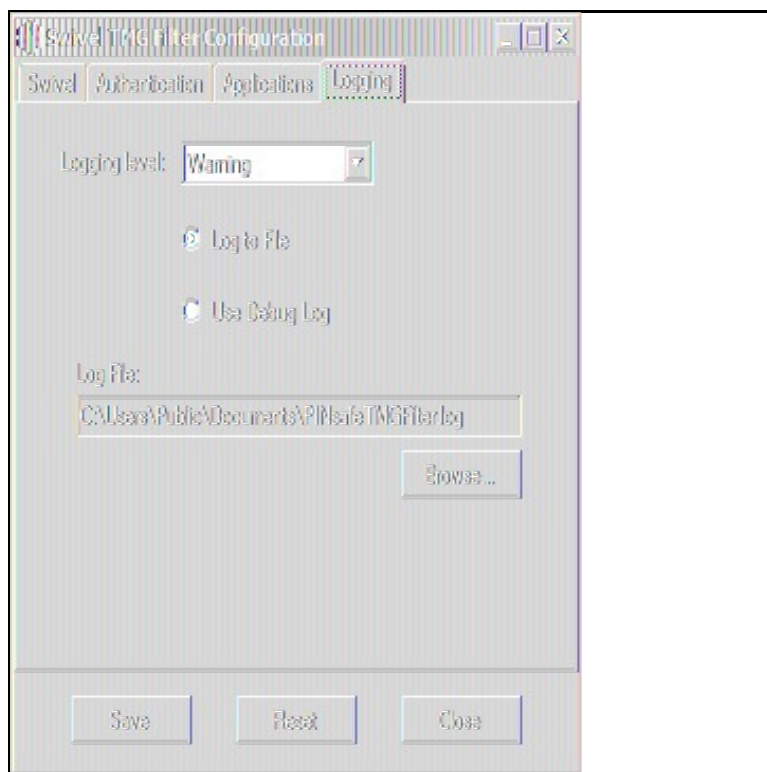 Swivel TMG Filter Configuration
Swivel Authentication Applications Logging
Logging level: Warning
Log to File
Use Debug Log
Log File:
C:\Users\Public\Documents\PINsafeTMGFilter.log
Browse...
Save Reset Close